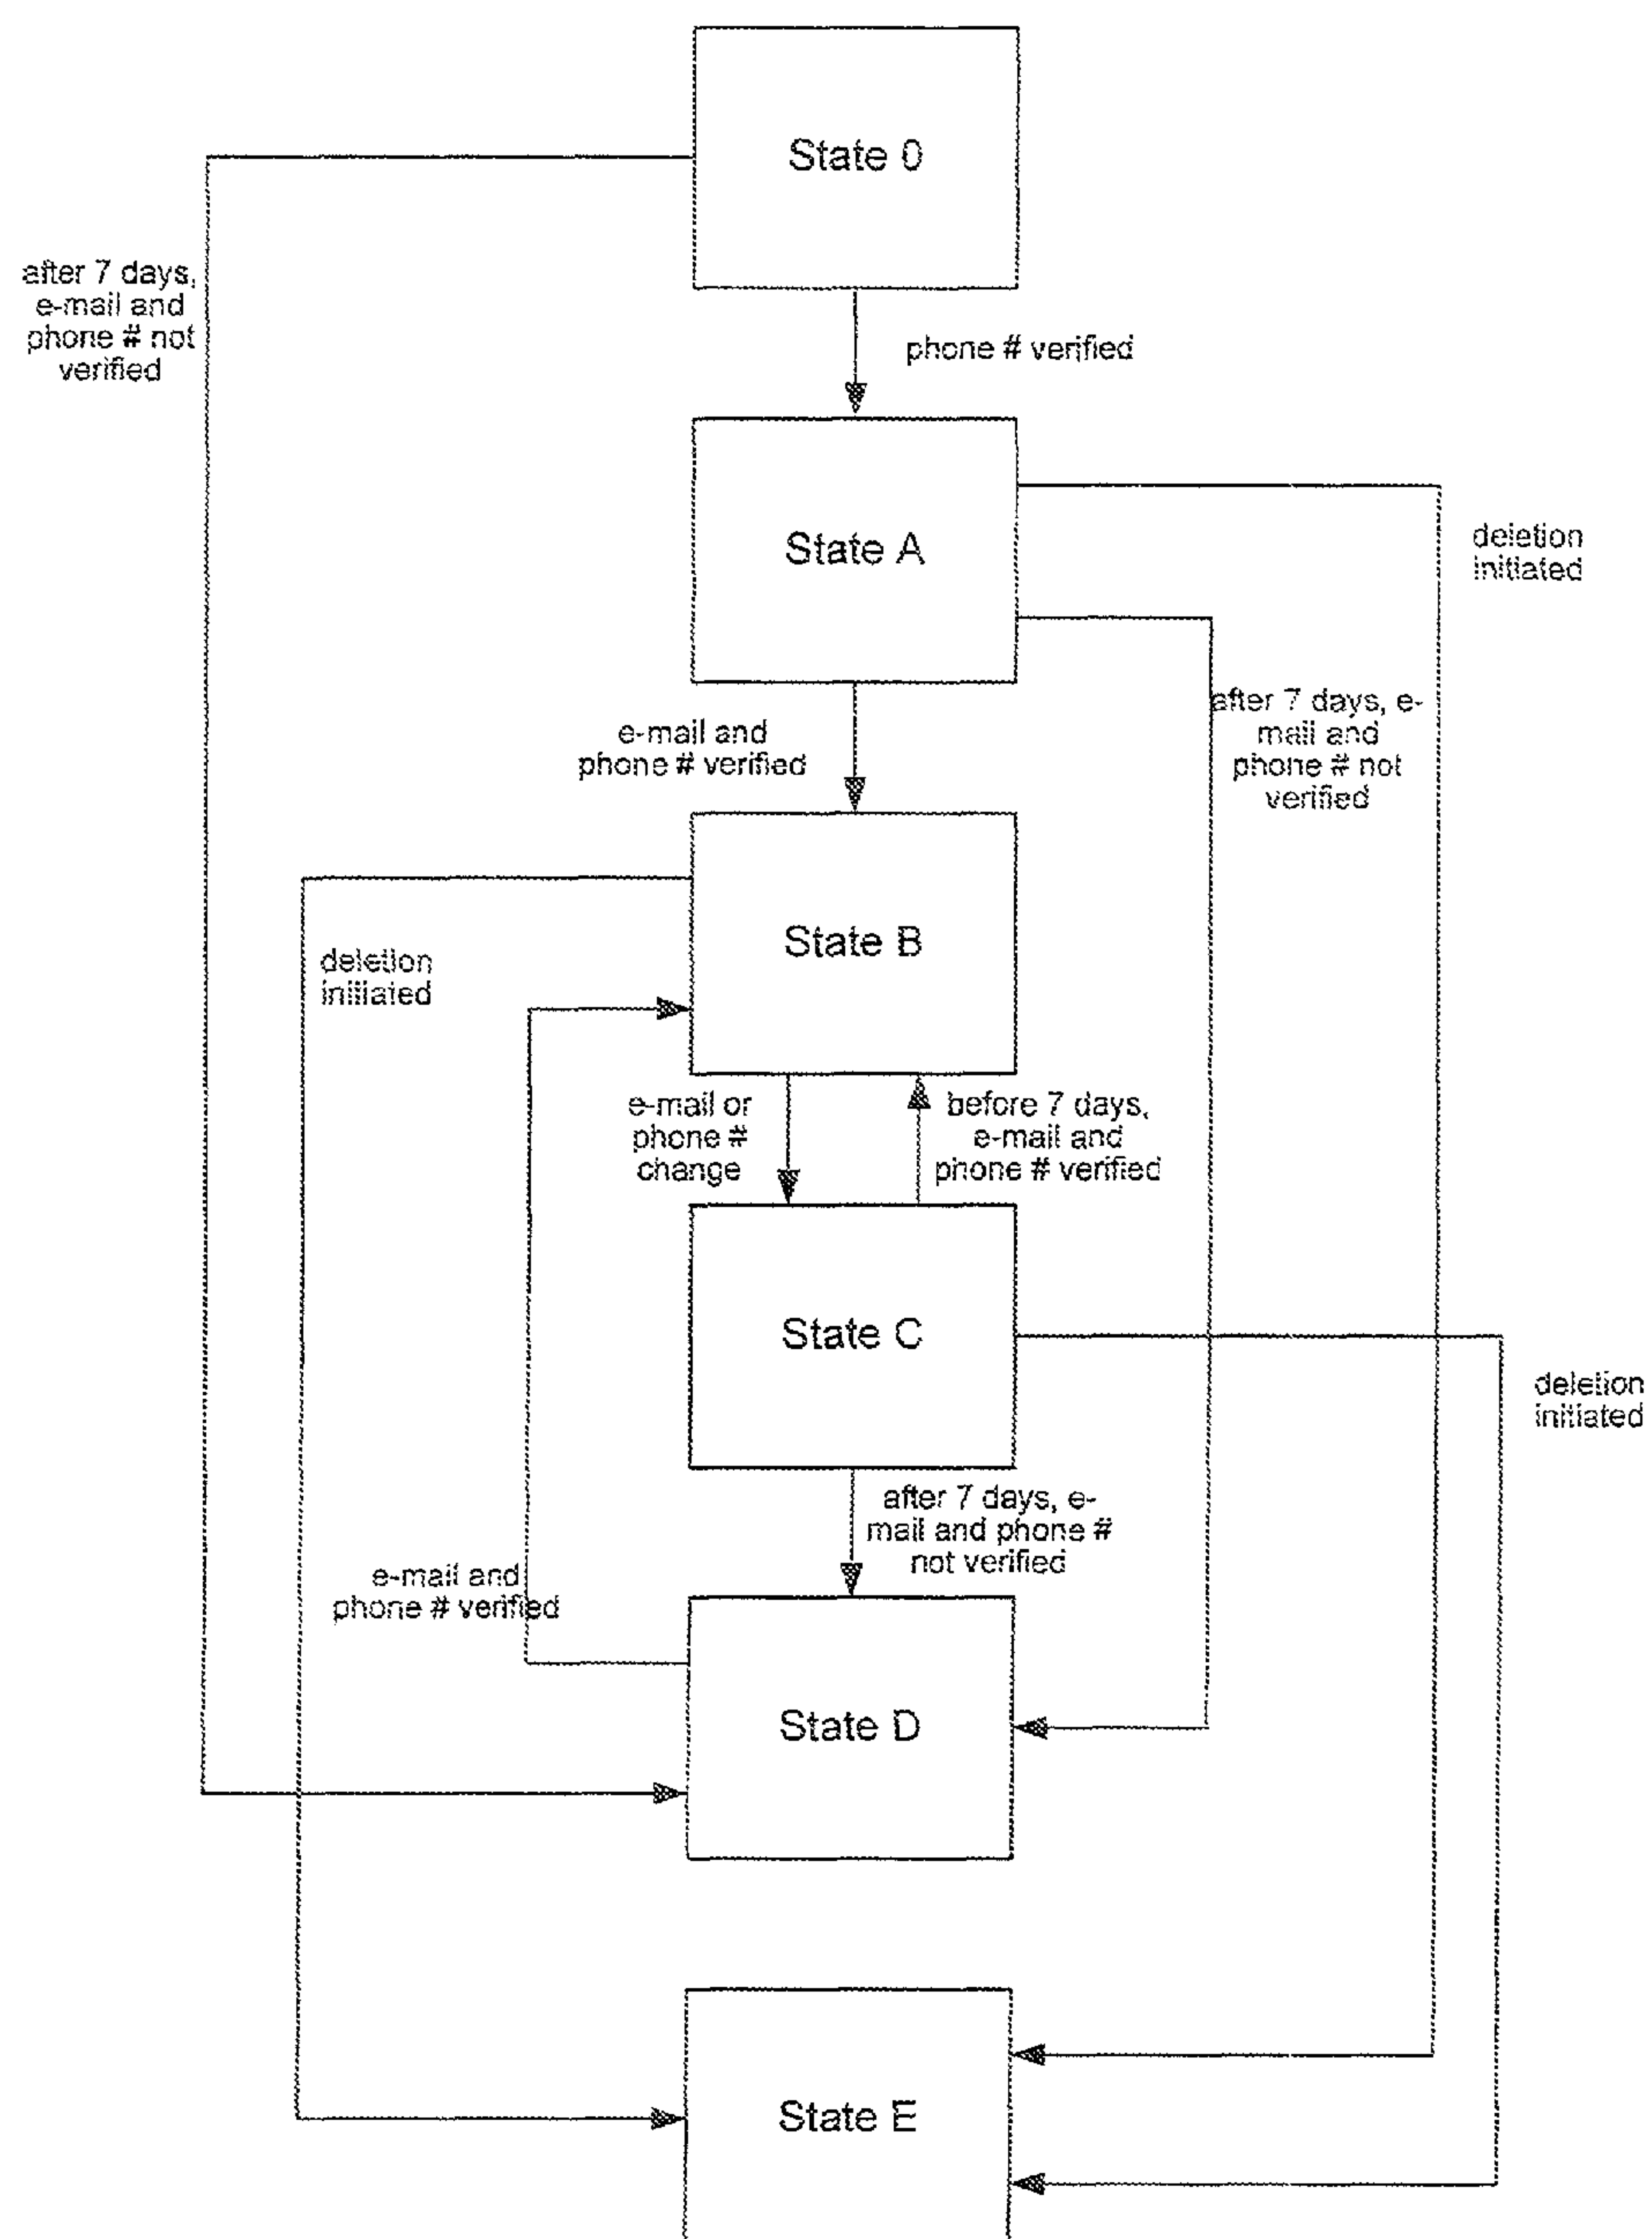 State 0
after 7 days,
e-mail and
phone # not
verified
phone # verified
State A
deletion
initiated
after 7 days, e-
mail and
phone # not
verified
e-mail and
phone # verified
State B
deletion
initiated
e-mail or
phone #
change
before 7 days,
e-mail and
phone # verified
State C
deletion
initiated
after 7 days, e-
mail and phone #
not verified
e-mail and
phone # verified
State D
State E